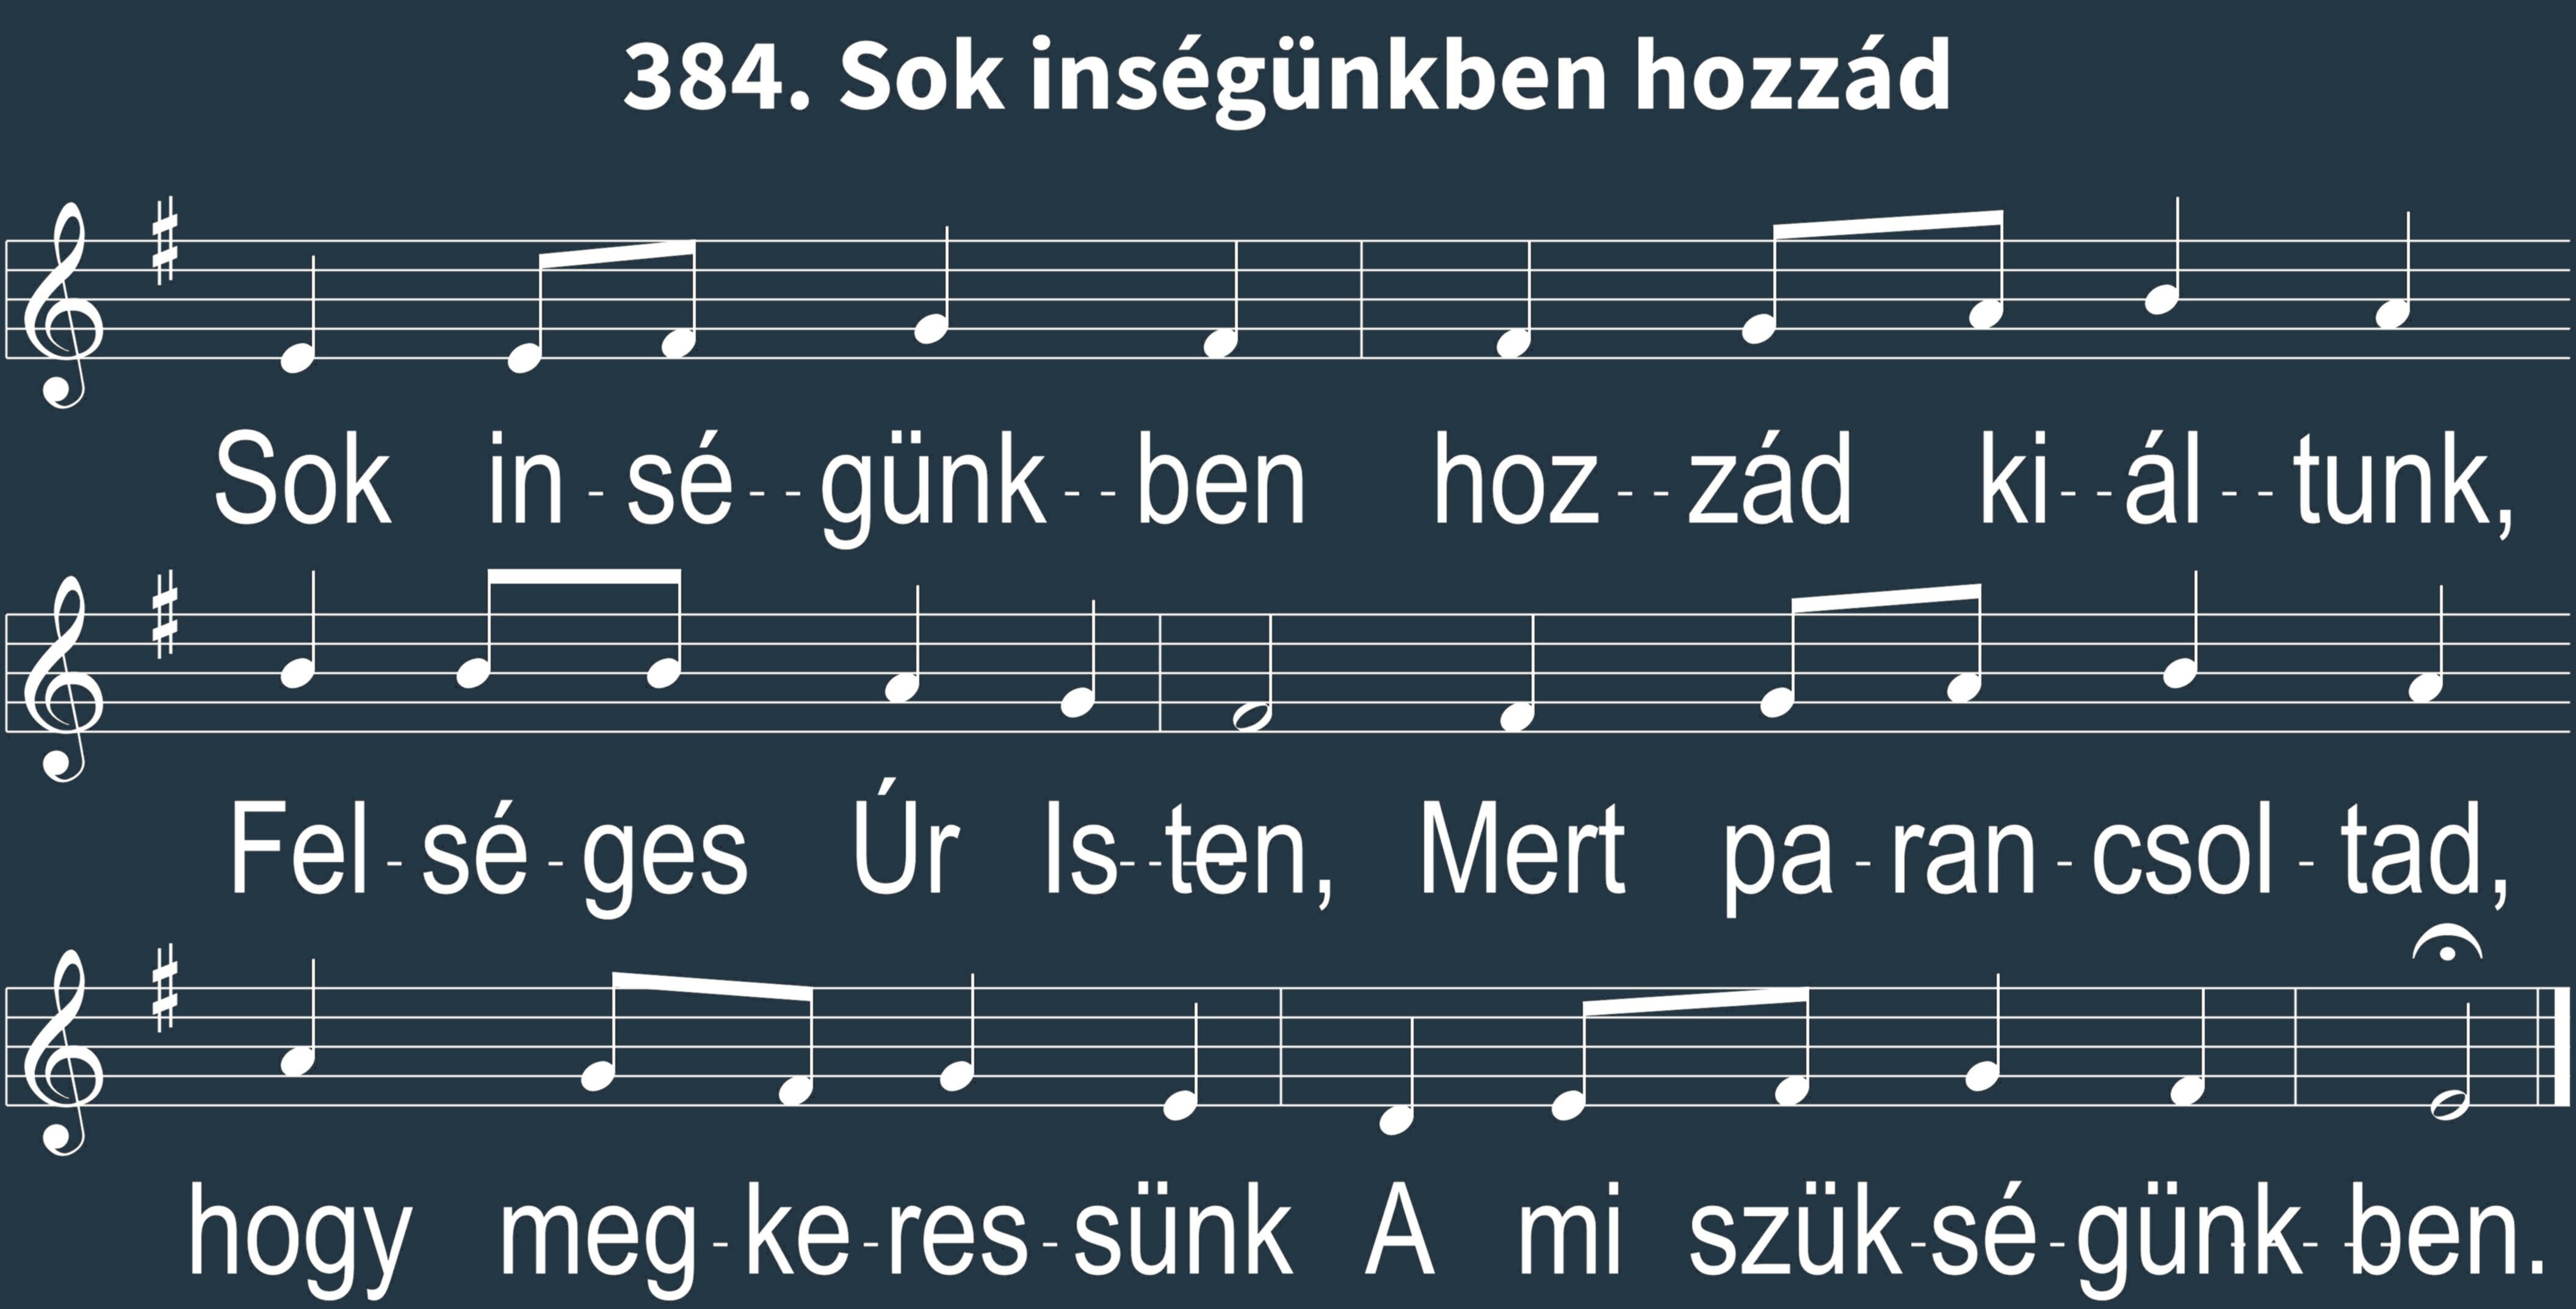 384. Sok inségünkben hozzád
Sok in - sé - - günk - - ben hoz - - zád ki - - ál - - tunk,
Fel - sé - ges Úr Is - - ten, Mert pa - ran - csol - tad,
hogy meg - ke - res - sünk A mi szük - sé - günk - ben.